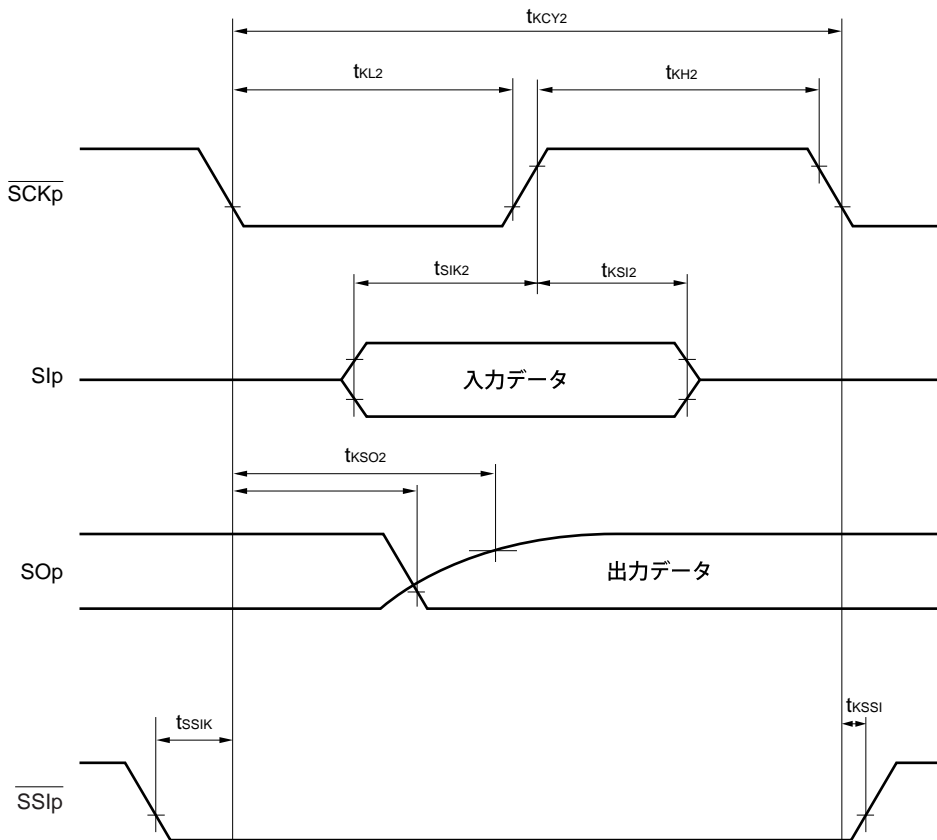 tKCY2
tKL2
tKH2
SCKp
tSIK2
tKSI2
SIp
入力データ
tKSO2
SOp
出力データ
tSSIK
tKSSI
SSIp